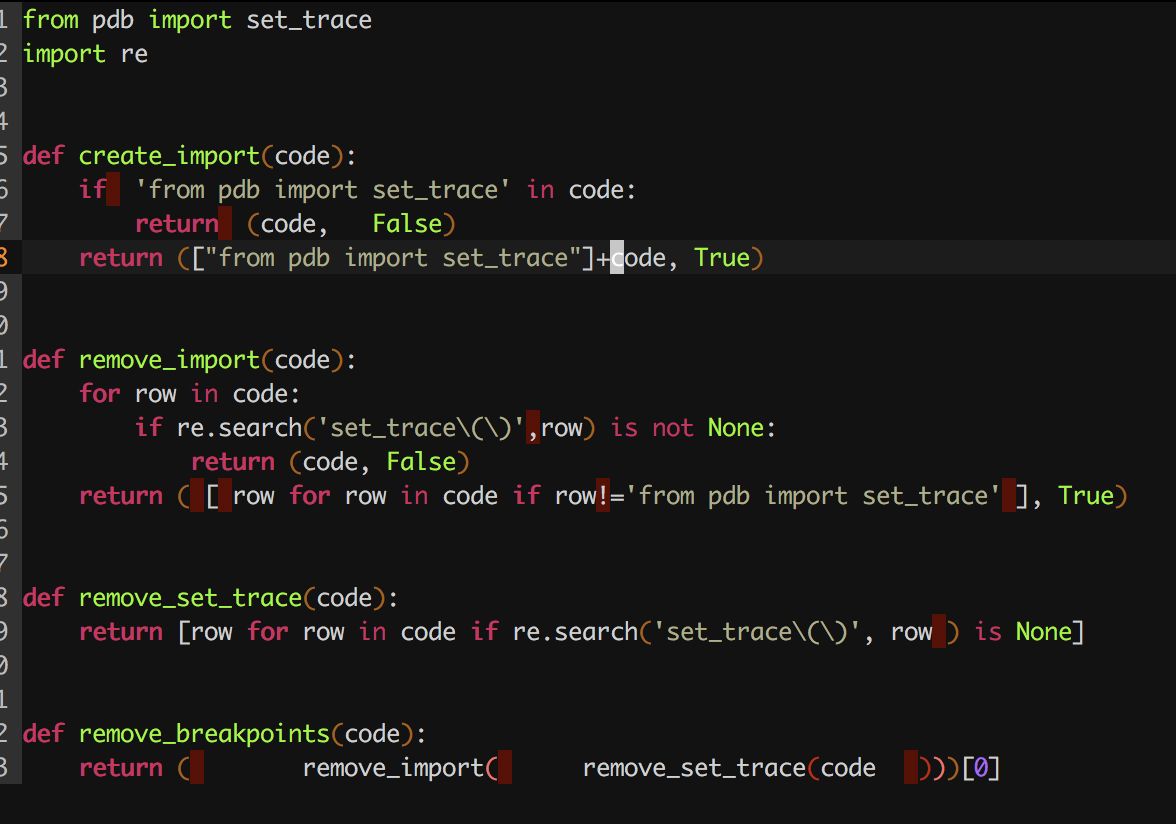 1 from pdb import set_trace
2 import re
3
4
5 def create_import(code):
6     if  'from pdb import set_trace' in code:
7         return  (code,   False)
8     return (["from pdb import set_trace"]+code, True)
9
0
1 def remove_import(code):
2     for row in code:
3         if re.search('set_trace\(\)',row) is not None:
4             return (code, False)
5     return ( [ row for row in code if row!='from pdb import set_trace' ], True)
6
7
8 def remove_set_trace(code):
9     return [row for row in code if re.search('set_trace\(\)', row ) is None]
0
1
2 def remove_breakpoints(code):
3     return (        remove_import(      remove_set_trace(code   )))[0]